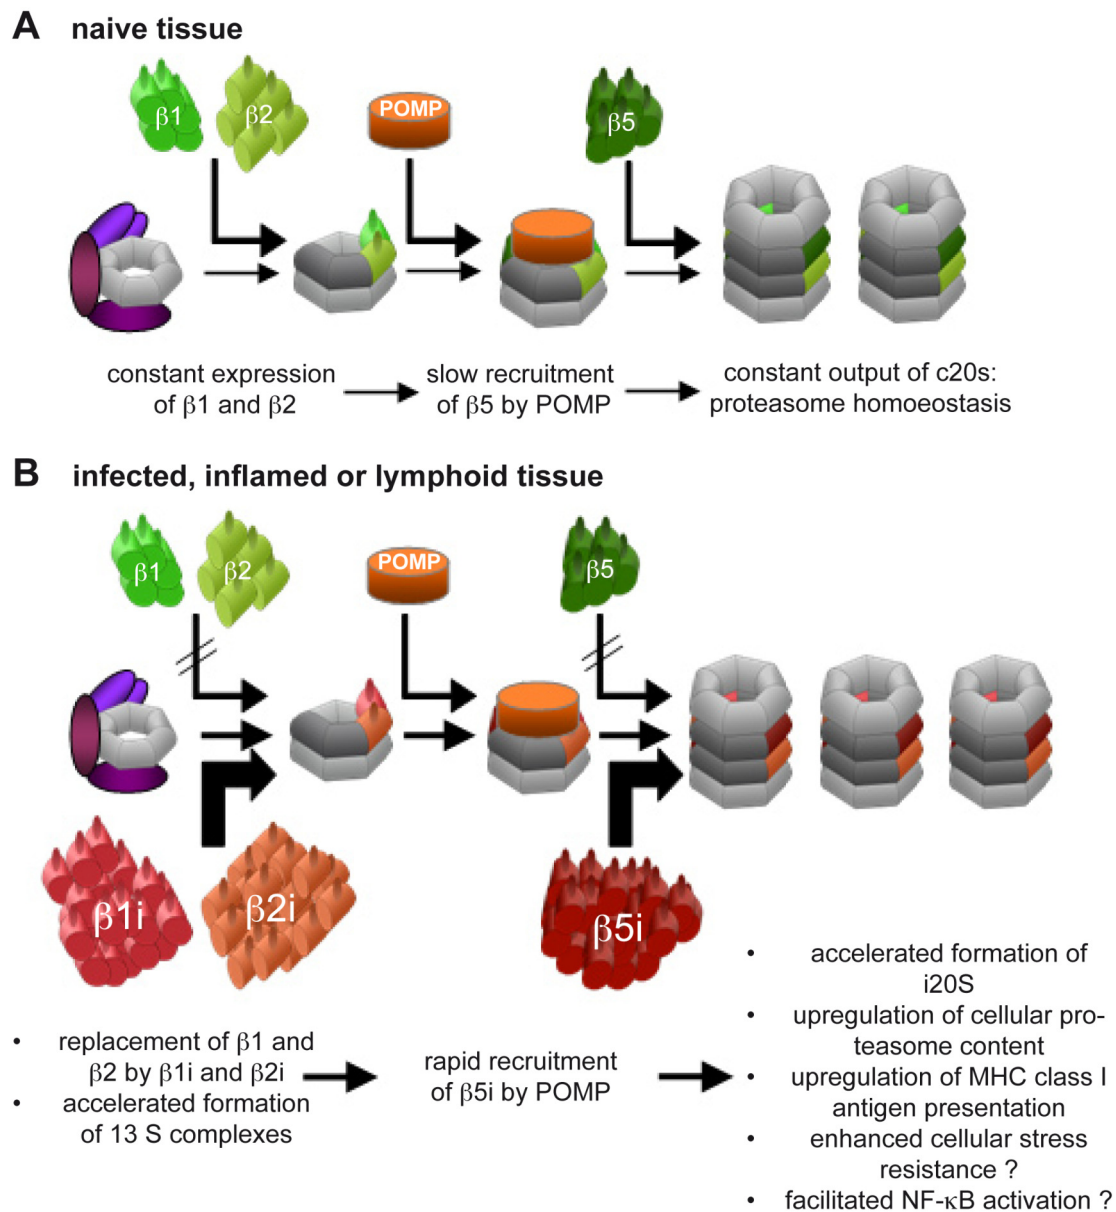 A naive tissue
β1
β2
POMP
β5
constant expression
of β1 and β2
slow recruitment
of β5 by POMP
constant output of c20s:
proteasome homoeostasis
B infected, inflamed or lymphoid tissue
β1
β2
POMP
β5
β1i
β2i
β5i
• replacement of β1 and
β2 by β1i and β2i
• accelerated formation
of 13 S complexes
rapid recruitment
of β5i by POMP
• accelerated formation of
i20S
• upregulation of cellular pro-
teasome content
• upregulation of MHC class I
antigen presentation
• enhanced cellular stress
resistance ?
• facilitated NF-κB activation ?